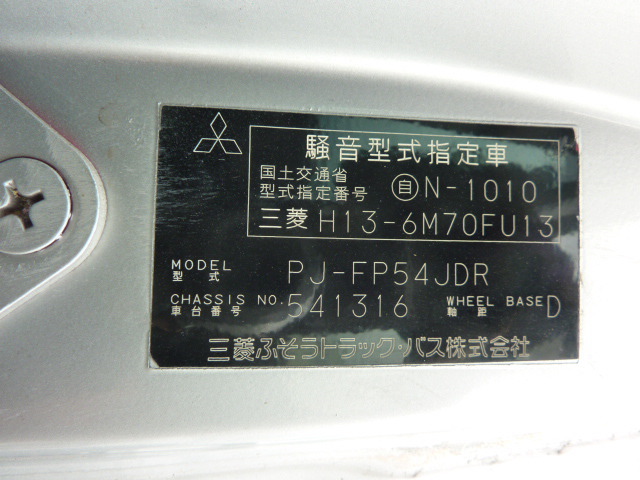 騒音型式指定車
国土交通省
型式指定番号 自N-1010
三菱 H13-6M70FU13
MODEL
型式 PJ-FP54JDR
CHASSIS NO. 541316 WHEEL BASE D
車台番号 軸距
三菱ふそうトラック・バス株式会社